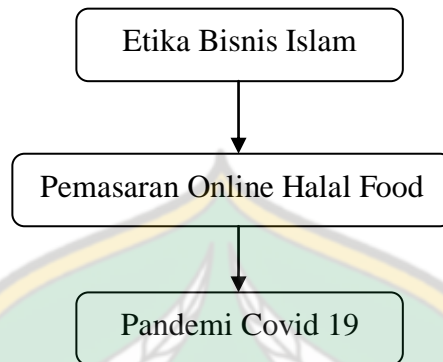 Etika Bisnis Islam
Pemasaran Online Halal Food
Pandemi Covid 19